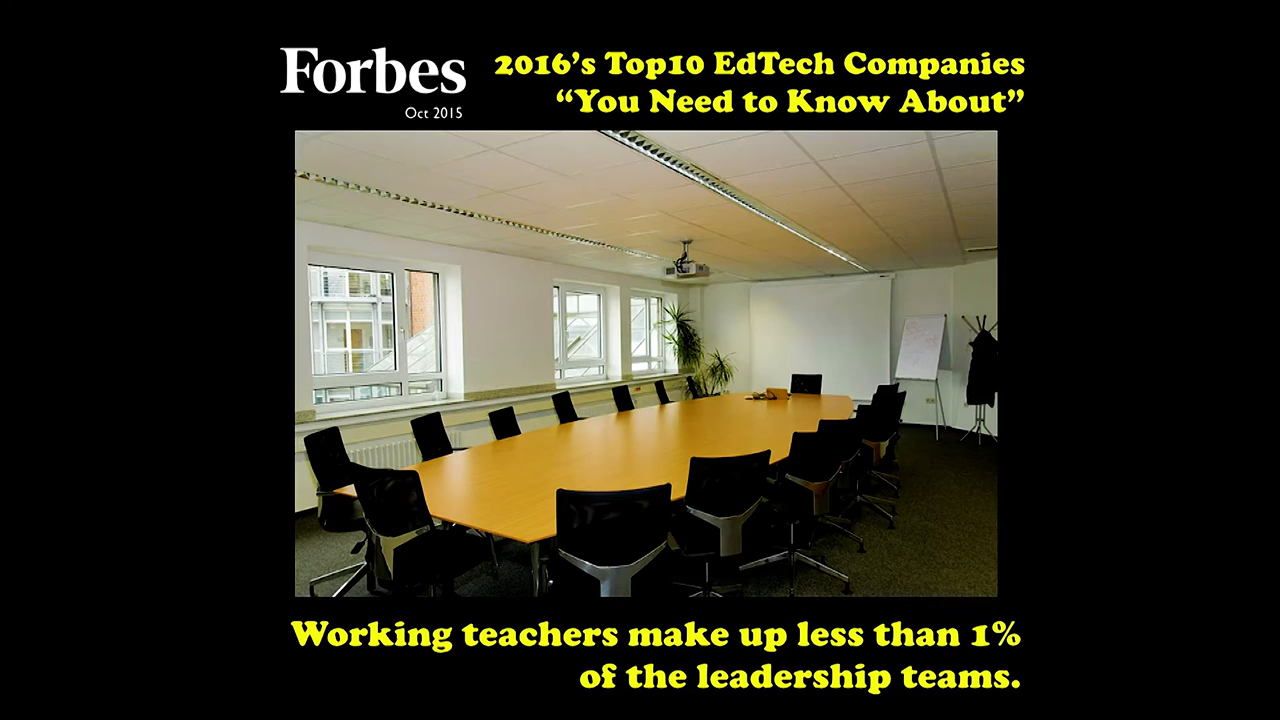 Forbes
Oct 2015
2016’s Top10 EdTech Companies
“You Need to Know About”
Working teachers make up less than 1%
of the leadership teams.